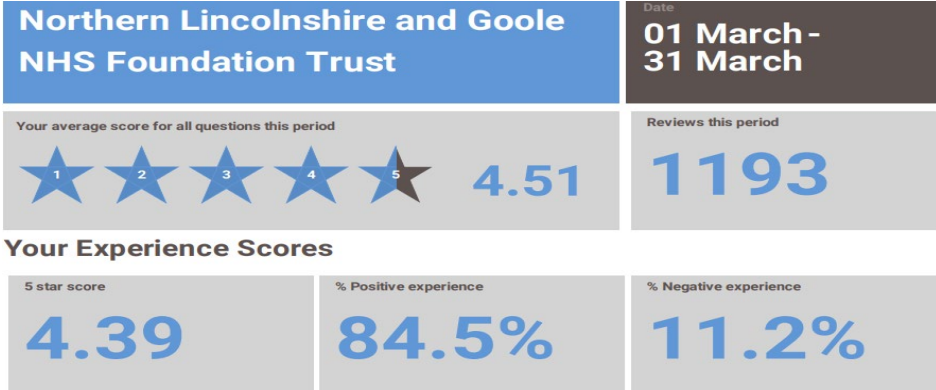 Northern Lincolnshire and Goole
NHS Foundation Trust
Date
01 March-
31 March
Your average score for all questions this period
1 2 3 4 5
4.51
Reviews this period
1193
Your Experience Scores
5 star score
4.39
% Positive experience
84.5%
% Negative experience
11.2%